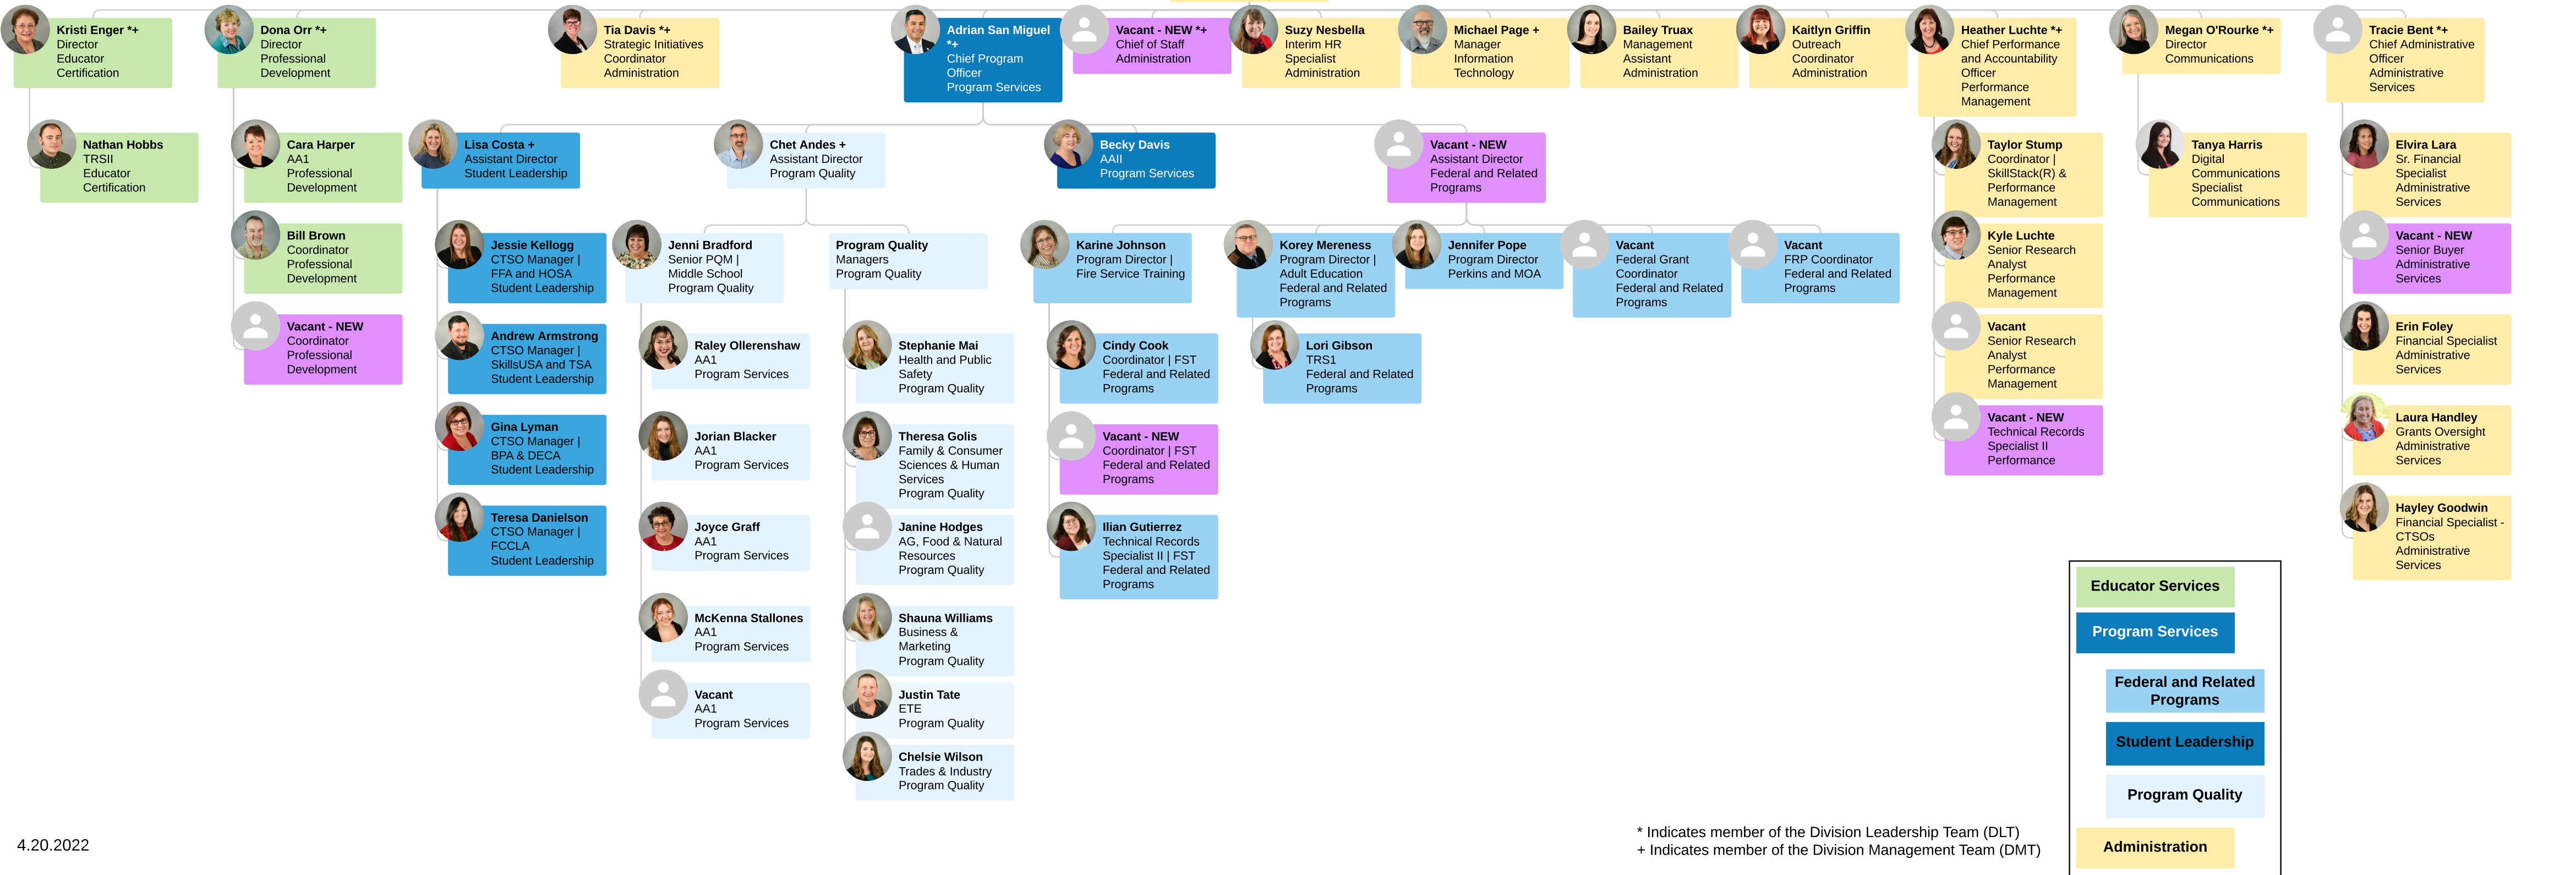 Kristi Enger *+
Director
Educator
Certification
Dona Orr *+
Director
Professional
Development
Tia Davis *+
Strategic Initiatives
Coordinator
Administration
Adrian San Miguel
*+
Chief Program
Officer
Program Services
Vacant - NEW *+
Chief of Staff
Administration
Suzy Nesbella
Interim HR
Specialist
Administration
Michael Page +
Manager
Information
Technology
Bailey Truax
Management
Assistant
Administration
Kaitlyn Griffin
Outreach
Coordinator
Administration
Heather Luchte *+
Chief Performance
and Accountability
Officer
Performance
Management
Megan O'Rourke *+
Director
Communications
Tracie Bent *+
Chief Administrative
Officer
Administrative
Services
Nathan Hobbs
TRSII
Educator
Certification
Cara Harper
AA1
Professional
Development
Lisa Costa +
Assistant Director
Student Leadership
Chet Andes +
Assistant Director
Program Quality
Becky Davis
AAII
Program Services
Vacant - NEW
Assistant Director
Federal and Related
Programs
Taylor Stump
Coordinator |
SkillStack(R) &
Performance
Management
Tanya Harris
Digital
Communications
Specialist
Communications
Elvira Lara
Sr. Financial
Specialist
Administrative
Services
Bill Brown
Coordinator
Professional
Development
Jessie Kellogg
CTSO Manager |
FFA and HOSA
Student Leadership
Jenni Bradford
Senior PQM |
Middle School
Program Quality
Program Quality
Managers
Program Quality
Karine Johnson
Program Director |
Fire Service Training
Korey Mereness
Program Director |
Adult Education
Federal and Related
Programs
Jennifer Pope
Program Director
Perkins and MOA
Vacant
Federal Grant
Coordinator
Federal and Related
Programs
Vacant
FRP Coordinator
Federal and Related
Programs
Kyle Luchte
Senior Research
Analyst
Performance
Management
Vacant - NEW
Senior Buyer
Administrative
Services
Vacant - NEW
Coordinator
Professional
Development
Andrew Armstrong
CTSO Manager |
SkillsUSA and TSA
Student Leadership
Raley Ollerenshaw
AA1
Program Services
Stephanie Mai
Health and Public
Safety
Program Quality
Cindy Cook
Coordinator | FST
Federal and Related
Programs
Lori Gibson
TRS1
Federal and Related
Programs
Vacant
Senior Research
Analyst
Performance
Management
Erin Foley
Financial Specialist
Administrative
Services
Gina Lyman
CTSO Manager |
BPA & DECA
Student Leadership
Jorian Blacker
AA1
Program Services
Theresa Golis
Family & Consumer
Sciences & Human
Services
Program Quality
Vacant - NEW
Coordinator | FST
Federal and Related
Programs
Vacant - NEW
Technical Records
Specialist II
Performance
Laura Handley
Grants Oversight
Administrative
Services
Teresa Danielson
CTSO Manager |
FCCLA
Student Leadership
Joyce Graff
AA1
Program Services
Janine Hodges
AG, Food & Natural
Resources
Program Quality
Ilian Gutierrez
Technical Records
Specialist II | FST
Federal and Related
Programs
Hayley Goodwin
Financial Specialist -
CTSOs
Administrative
Services
McKenna Stallones
AA1
Program Services
Shauna Williams
Business &
Marketing
Program Quality
Vacant
AA1
Program Services
Justin Tate
ETE
Program Quality
Chelsie Wilson
Trades & Industry
Program Quality
Educator Services
Program Services
Federal and Related
Programs
Student Leadership
Program Quality
Administration
* Indicates member of the Division Leadership Team (DLT)
+ Indicates member of the Division Management Team (DMT)
4.20.2022